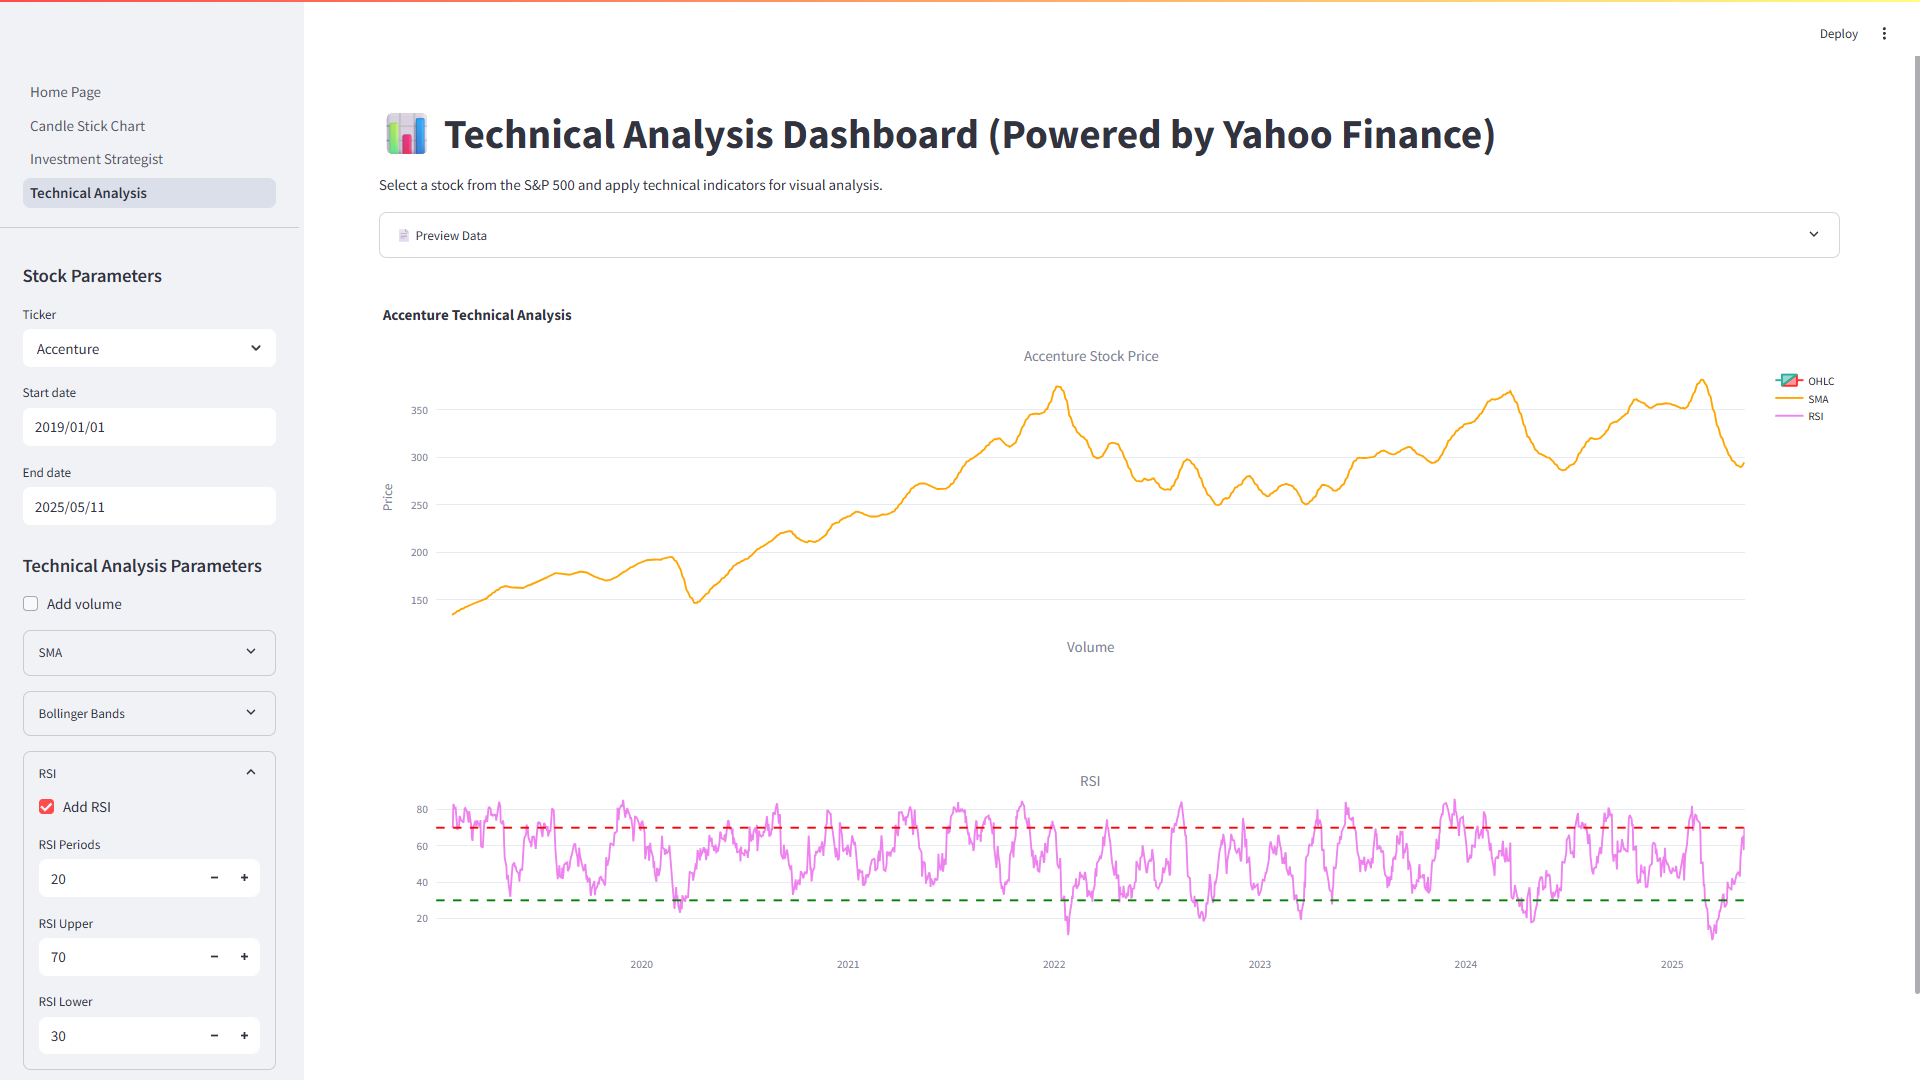 Deploy
Home Page
Candle Stick Chart
Investment Strategist
Technical Analysis
Stock Parameters
Ticker
Accenture
Start date
2019/01/01
End date
2025/05/11
Technical Analysis Parameters
Add volume
SMA
Bollinger Bands
RSI
Add RSI
RSI Periods
20
RSI Upper
70
RSI Lower
30
Technical Analysis Dashboard (Powered by Yahoo Finance)
Select a stock from the S&P 500 and apply technical indicators for visual analysis.
Preview Data
Accenture Technical Analysis
Accenture Stock Price
OHLC
SMA
RSI
Price
350
300
250
200
150
Volume
RSI
80
60
40
20
2020 2021 2022 2023 2024 2025